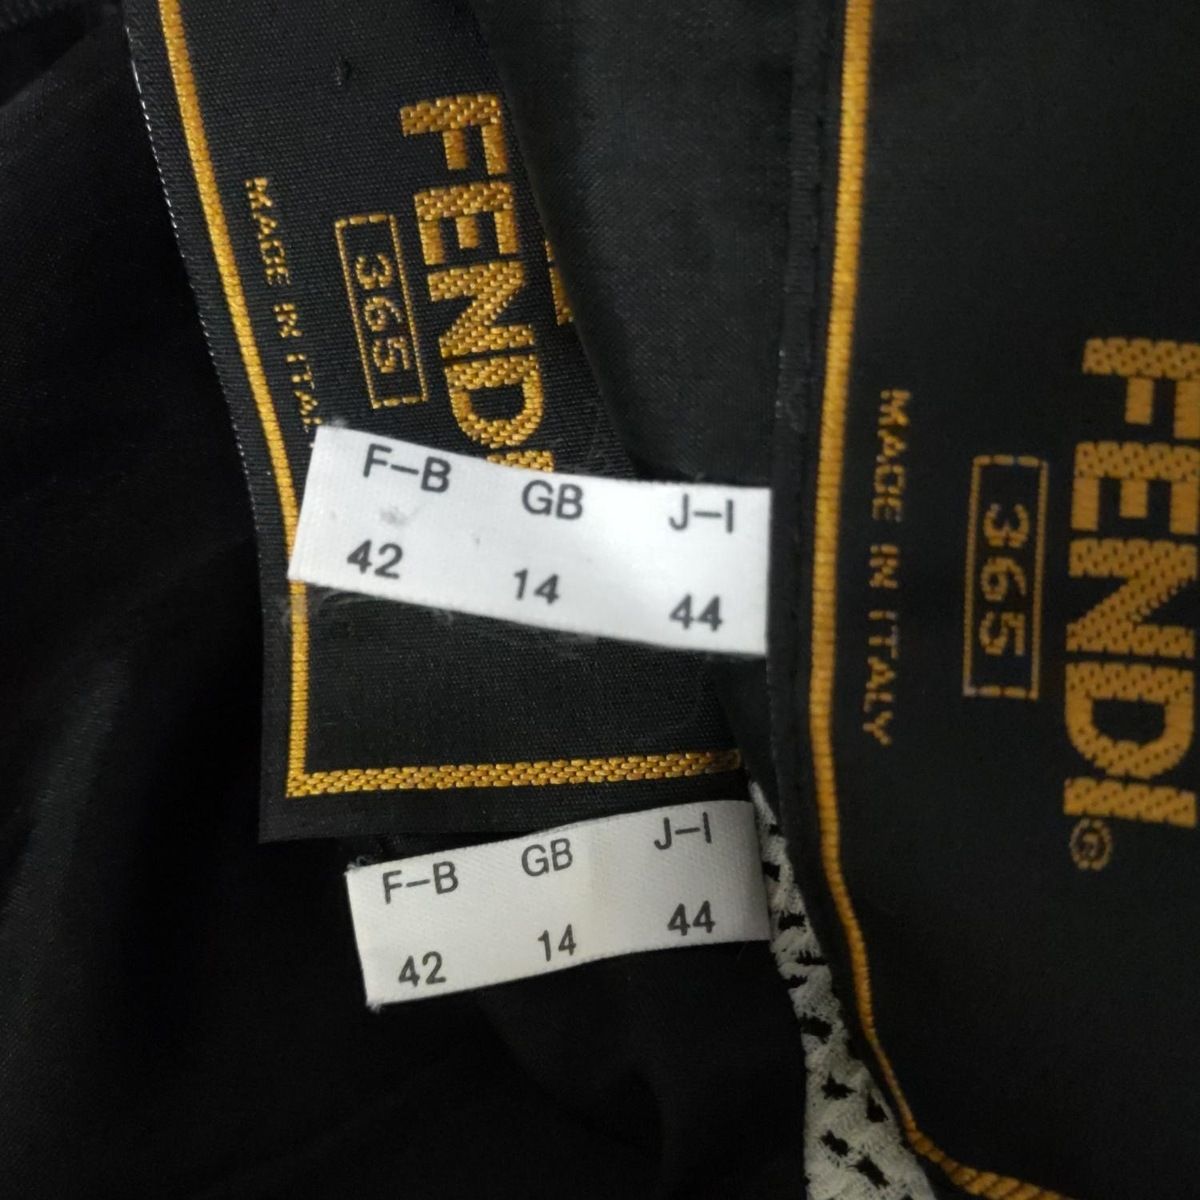 FENDI
365
MADE IN ITALY
F–B GB J–I
42 14 44
F–B GB J–I
42 14 44
FENDI®
365
MADE IN ITALY